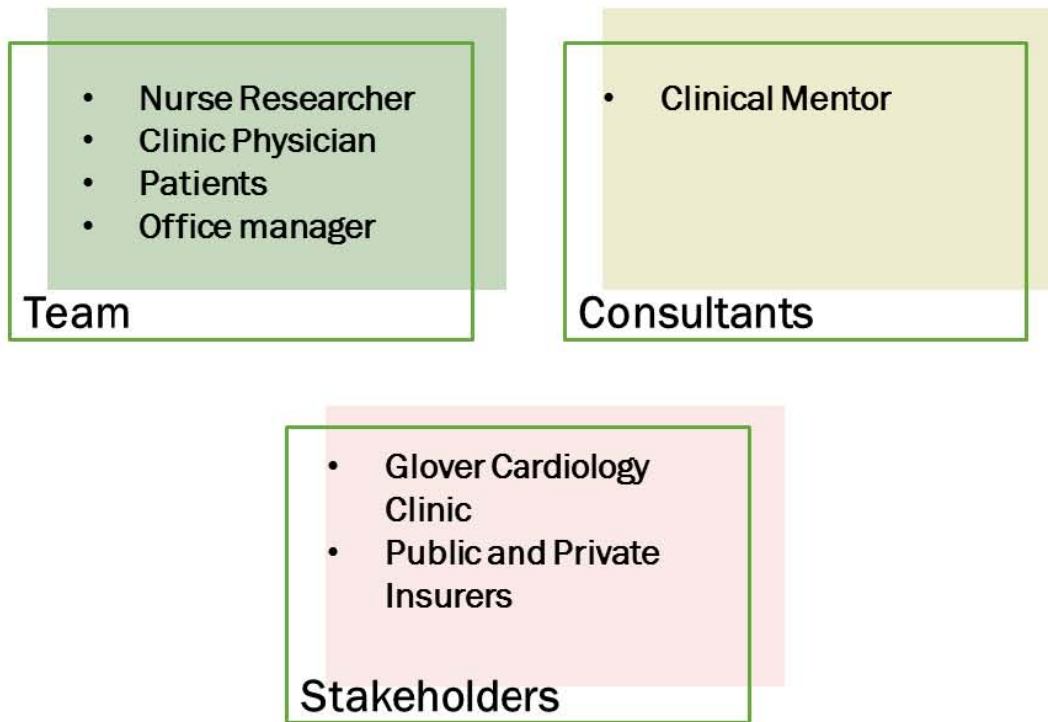 • Nurse Researcher
• Clinic Physician
• Patients
• Office manager
Team
• Clinical Mentor
Consultants
• Glover Cardiology
Clinic
• Public and Private
Insurers
Stakeholders